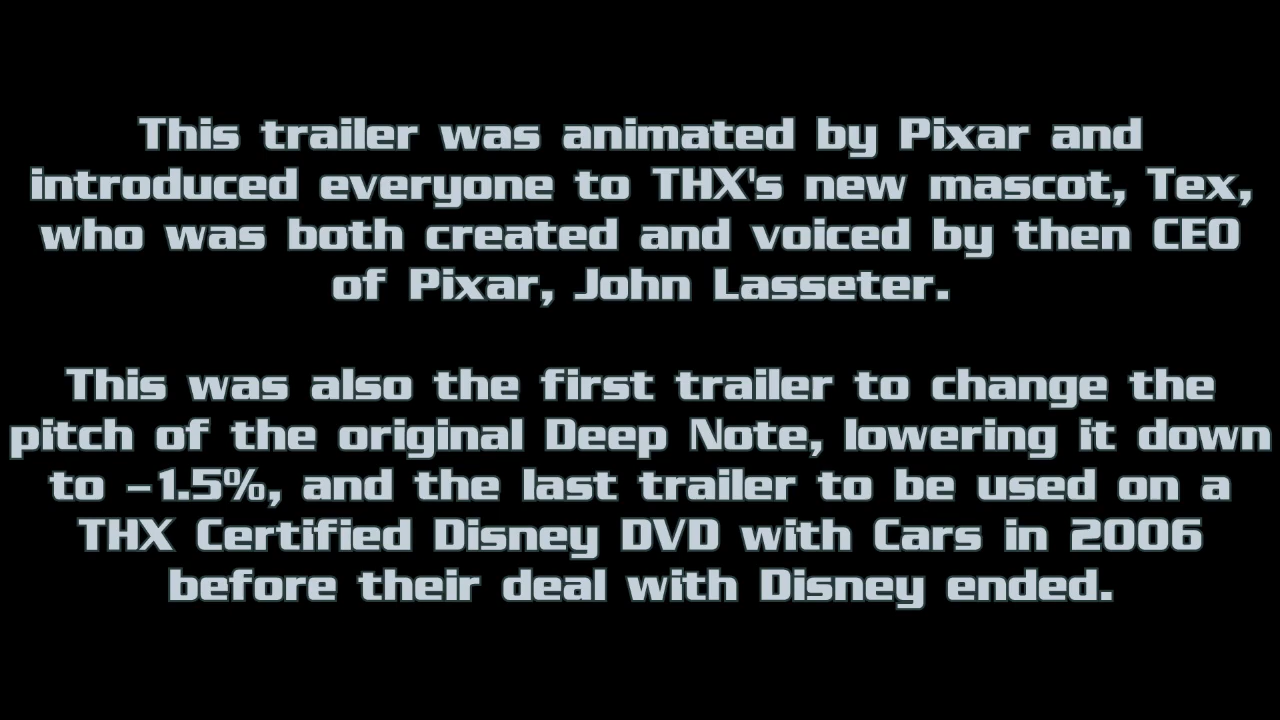 This trailer was animated by Pixar and
introduced everyone to THX's new mascot, Tex,
who was both created and voiced by then CEO
of Pixar, John Lasseter.
This was also the first trailer to change the
pitch of the original Deep Note, lowering it down
to -1.5%, and the last trailer to be used on a
THX Certified Disney DVD with Cars in 2006
before their deal with Disney ended.